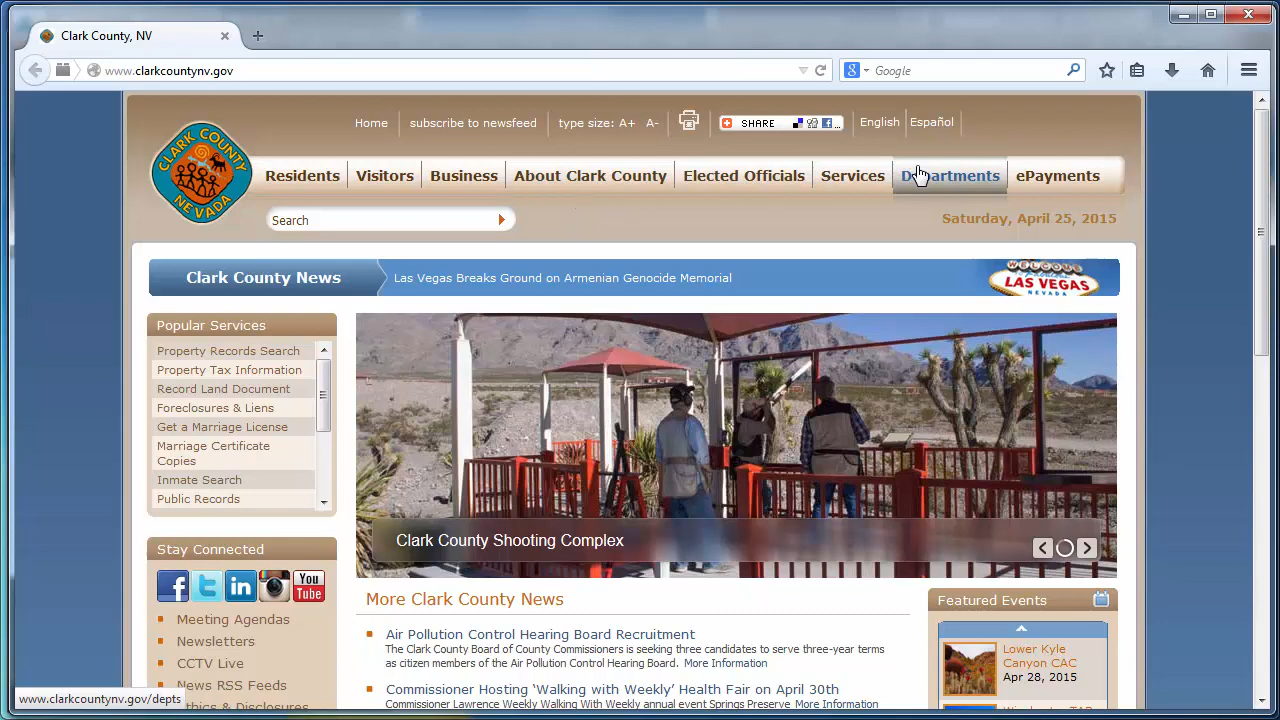 Clark County, NV
www.clarkcountynv.gov
Google
Home
subscribe to newsfeed
type size: A+ A-
SHARE
English
Español
CLARK COUNTY
NEVADA
Residents
Visitors
Business
About Clark County
Elected Officials
Services
Departments
ePayments
Search
Saturday, April 25, 2015
Clark County News
Las Vegas Breaks Ground on Armenian Genocide Memorial
WELCOME
LAS VEGAS
NEVADA
Popular Services
Property Records Search
Property Tax Information
Record Land Document
Foreclosures & Liens
Get a Marriage License
Marriage Certificate
Copies
Inmate Search
Public Records
Clark County Shooting Complex
Stay Connected
You
Tube
Meeting Agendas
Newsletters
CCTV Live
News RSS Feeds
Ethics & Disclosures
More Clark County News
Air Pollution Control Hearing Board Recruitment
The Clark County Board of County Commissioners is seeking three candidates to serve three-year terms
as citizen members of the Air Pollution Control Hearing Board. More Information
Commissioner Hosting 'Walking with Weekly' Health Fair on April 30th
Commissioner Lawrence Weekly Walking With Weekly annual event Springs Preserve More Information
Featured Events
Lower Kyle
Canyon CAC
Apr 28, 2015
www.clarkcountynv.gov/depts